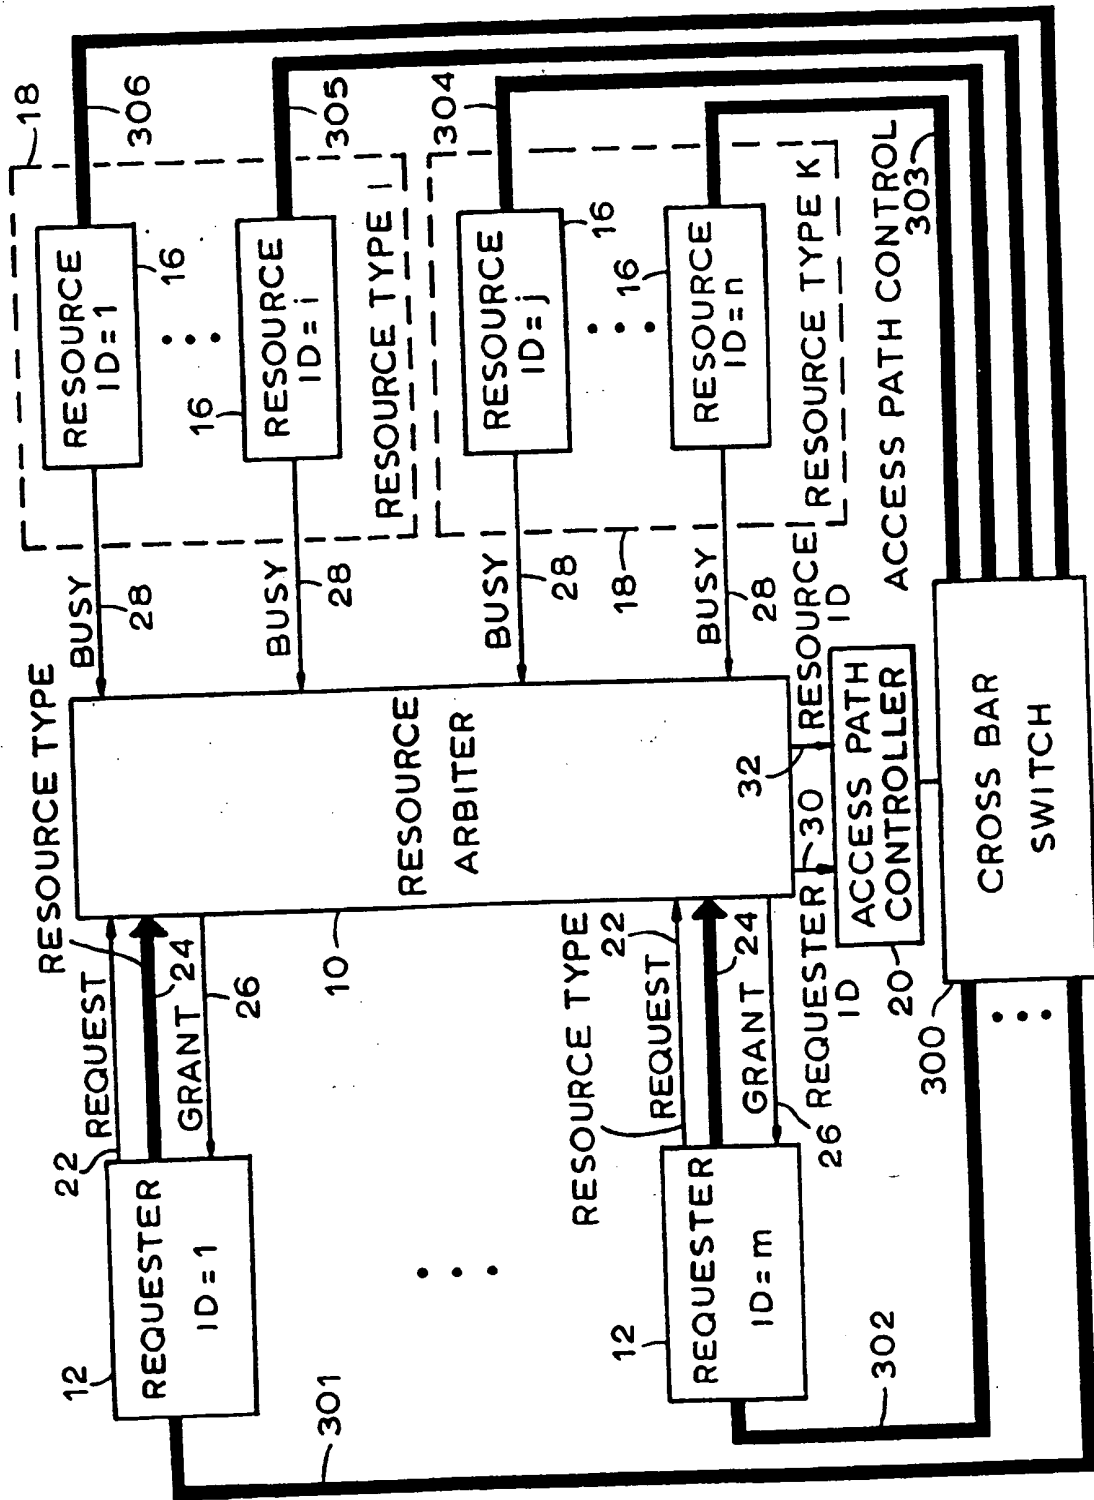 18
306
305
304
303
RESOURCE
ID=1
16
RESOURCE
ID=i
16
RESOURCE TYPE 1
RESOURCE
ID=j
16
RESOURCE
ID=n
16
RESOURCE TYPE K
18
ACCESS PATH CONTROL
BUSY
28
BUSY
28
BUSY
28
BUSY
28
RESOURCE TYPE
RESOURCE
ARBITER
10
RESOURCE
ID
32
30
REQUESTER
ID
ACCESS PATH
CONTROLLER
20
CROSS BAR
SWITCH
300
REQUEST
22
24
GRANT
26
RESOURCE TYPE
REQUEST
22
24
GRANT
26
REQUESTER
ID=1
12
REQUESTER
ID=m
12
301
302